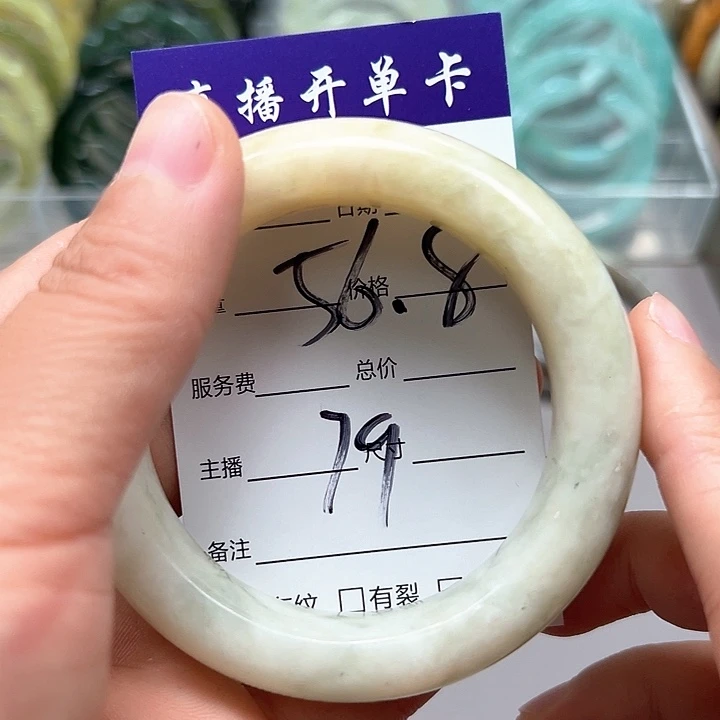 播开单卡
日期
56.8
价格
服务费 总价
79
主播 尺寸
备注
纹 □有裂 □